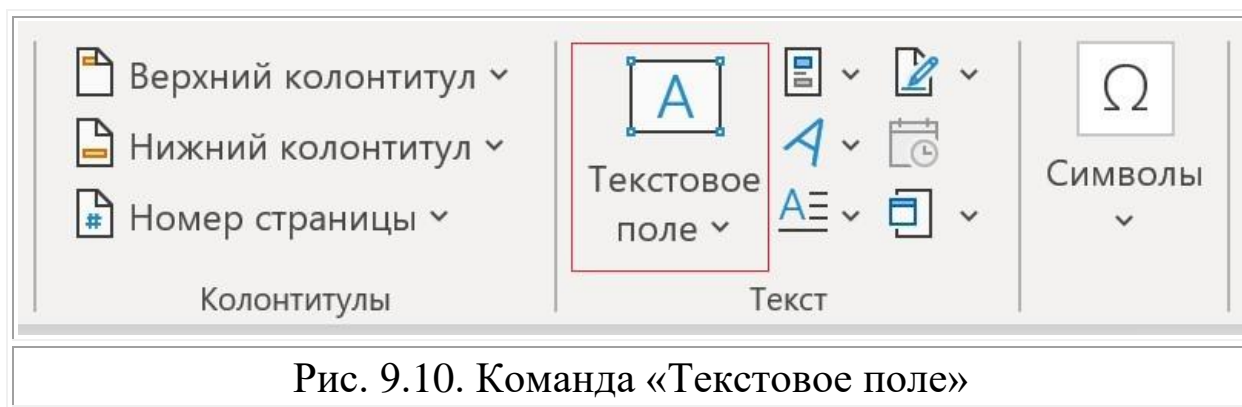 Верхний колонтитул
Нижний колонтитул
# Номер страницы
Колонтитулы
A
Текстовое
поле
A
A
Текст
Ω
Символы
Рис. 9.10. Команда «Текстовое поле»